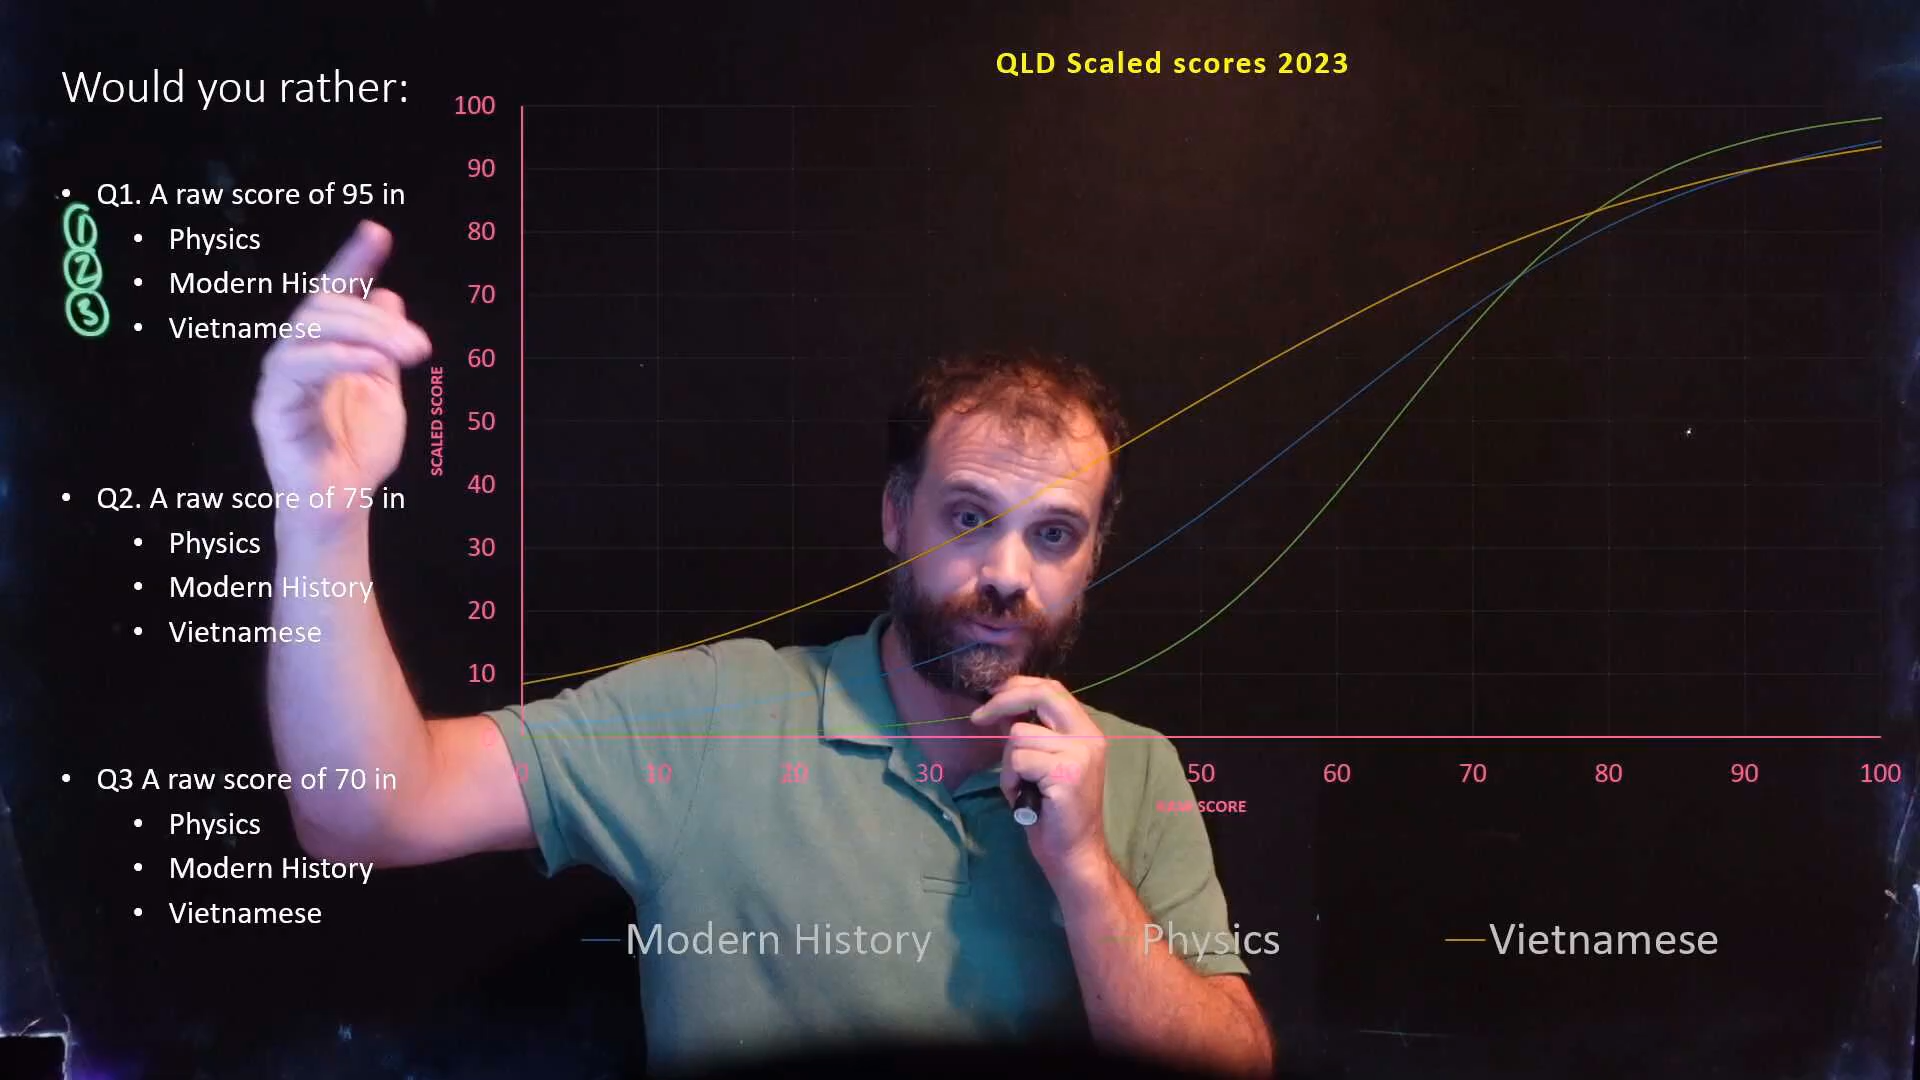 Would you rather:
• Q1. A raw score of 95 in
1 • Physics
2 • Modern History
3 • Vietnamese
• Q2. A raw score of 75 in
• Physics
• Modern History
• Vietnamese
• Q3 A raw score of 70 in
• Physics
• Modern History
• Vietnamese
QLD Scaled scores 2023
SCALED SCORE
100
90
80
70
60
50
40
30
20
10
0
0 10 20 30 40 50 60 70 80 90 100
RAW SCORE
Modern History Physics Vietnamese